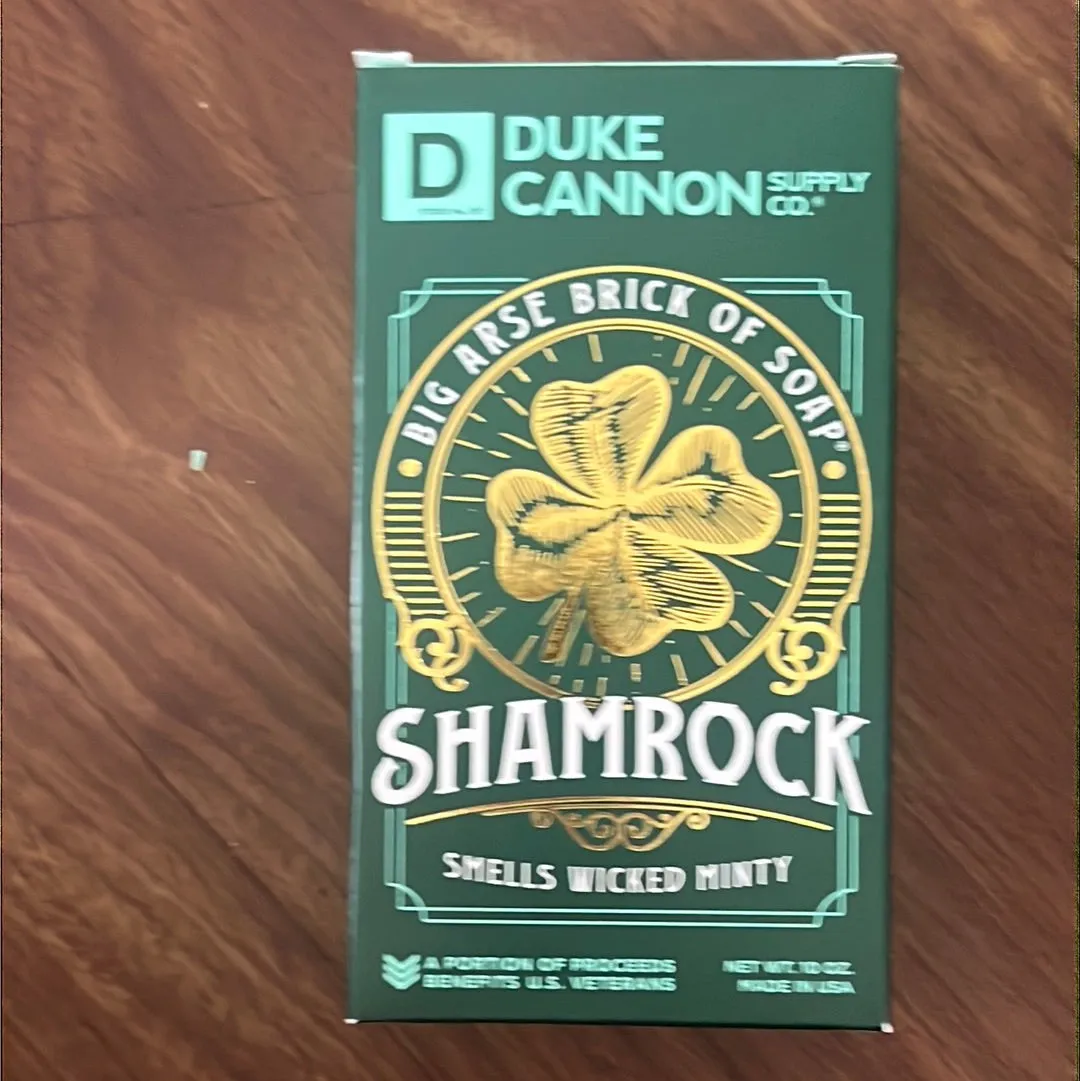 D
DUKE
CANNON SUPPLY CO.®
BIG ARSE BRICK OF SOAP®
SHAMROCK
SMELLS WICKED MINTY
A PORTION OF PROCEEDS
BENEFITS U.S. VETERANS
NET WT. 10 OZ.
MADE IN USA